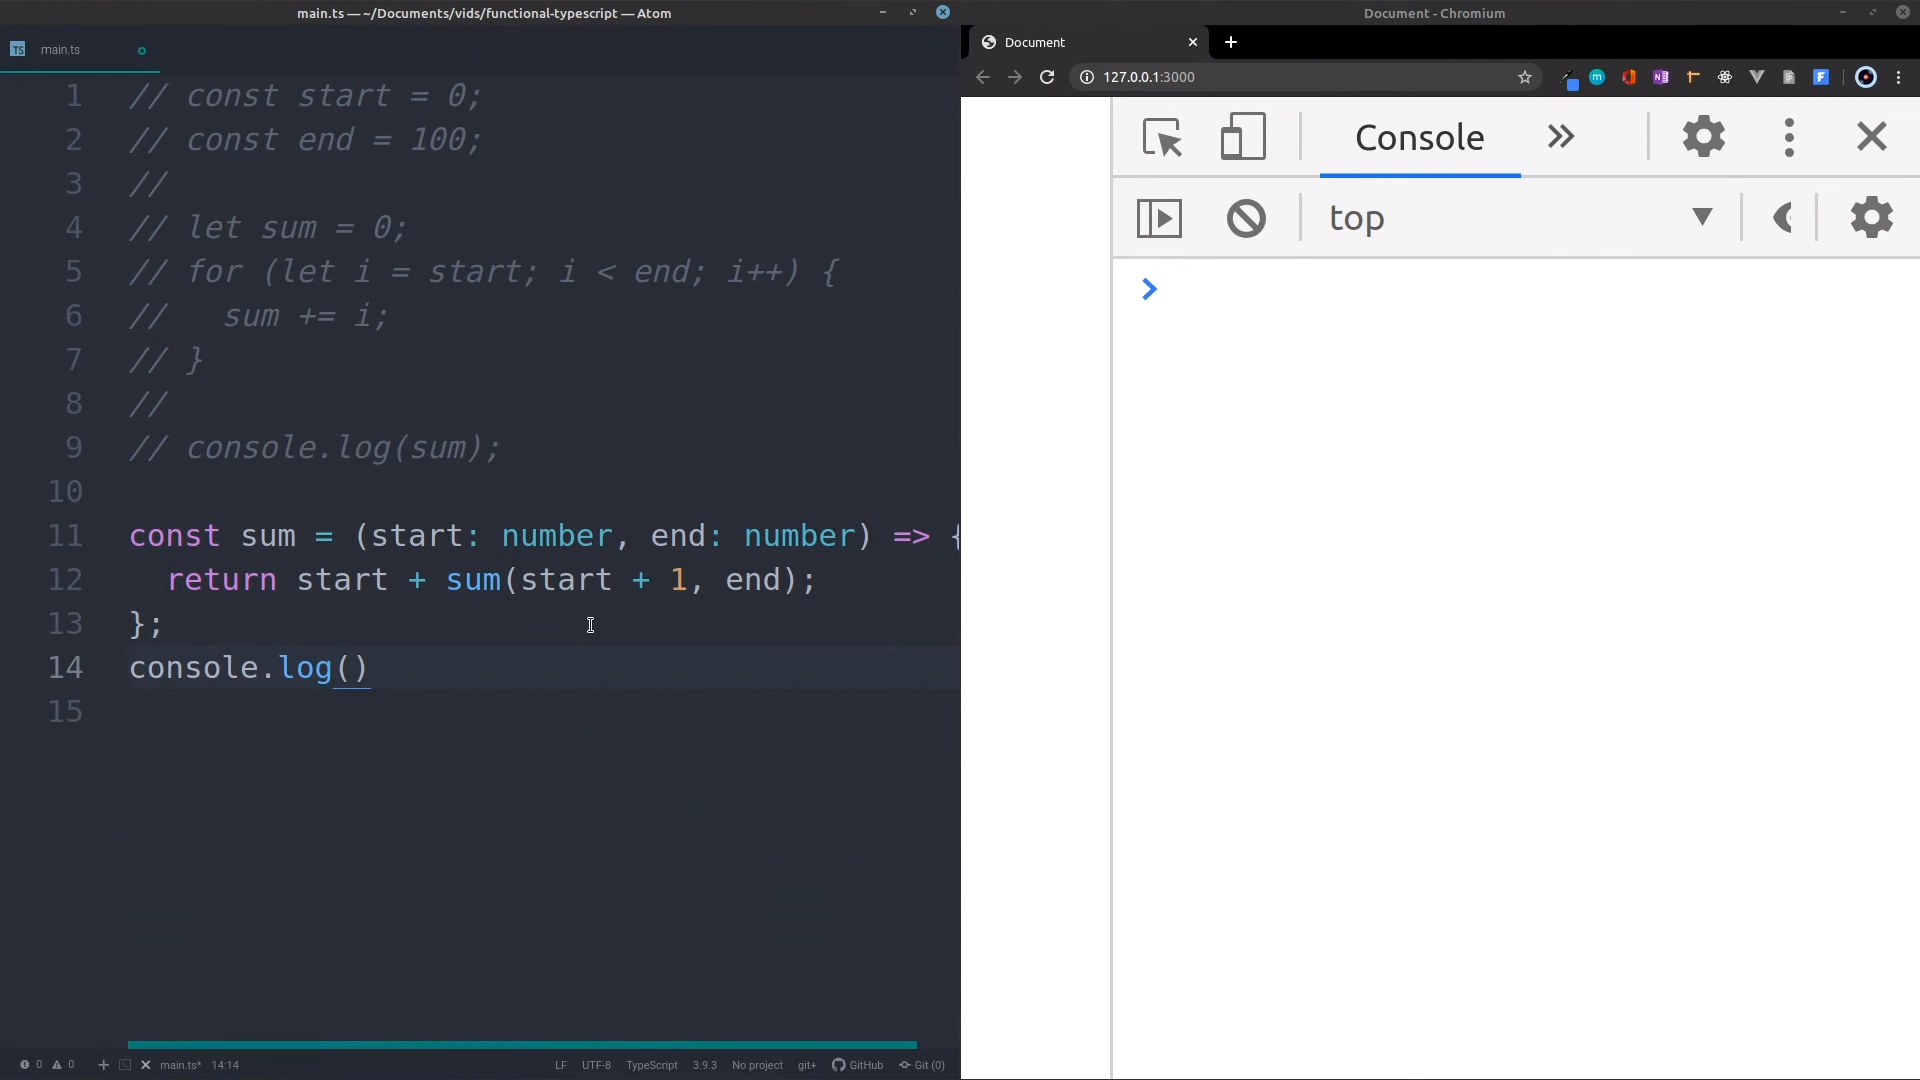 main.ts — ~/Documents/vids/functional-typescript — Atom
main.ts
1 // const start = 0;
2 // const end = 100;
3 //
4 // let sum = 0;
5 // for (let i = start; i < end; i++) {
6 //   sum += i;
7 // }
8 //
9 // console.log(sum);
10
11 const sum = (start: number, end: number) => {
12   return start + sum(start + 1, end);
13 };
14 console.log()
15
0 0 main.ts* 14:14 LF UTF-8 TypeScript 3.9.3 No project git+ GitHub Git (0)
Document - Chromium
Document
127.0.0.1:3000
Console
top